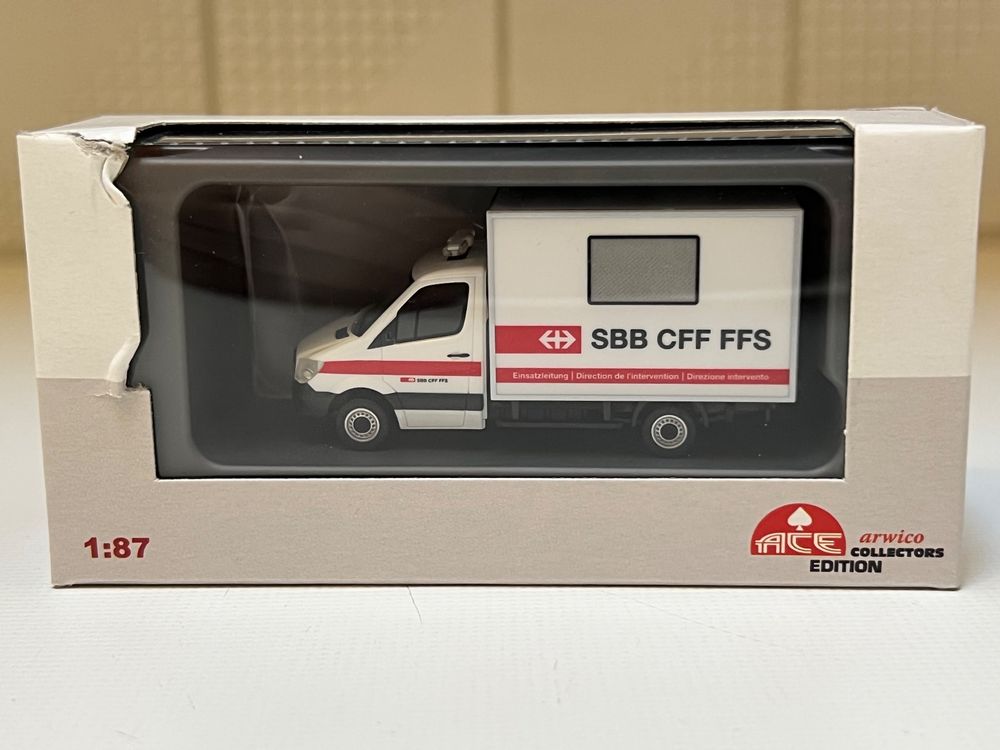 SBB CFF FFS
Einsatzleitung | Direction de l'intervention | Direzione intervento
SBB CFF FFS
1:87
ACE
arwico
COLLECTORS
EDITION